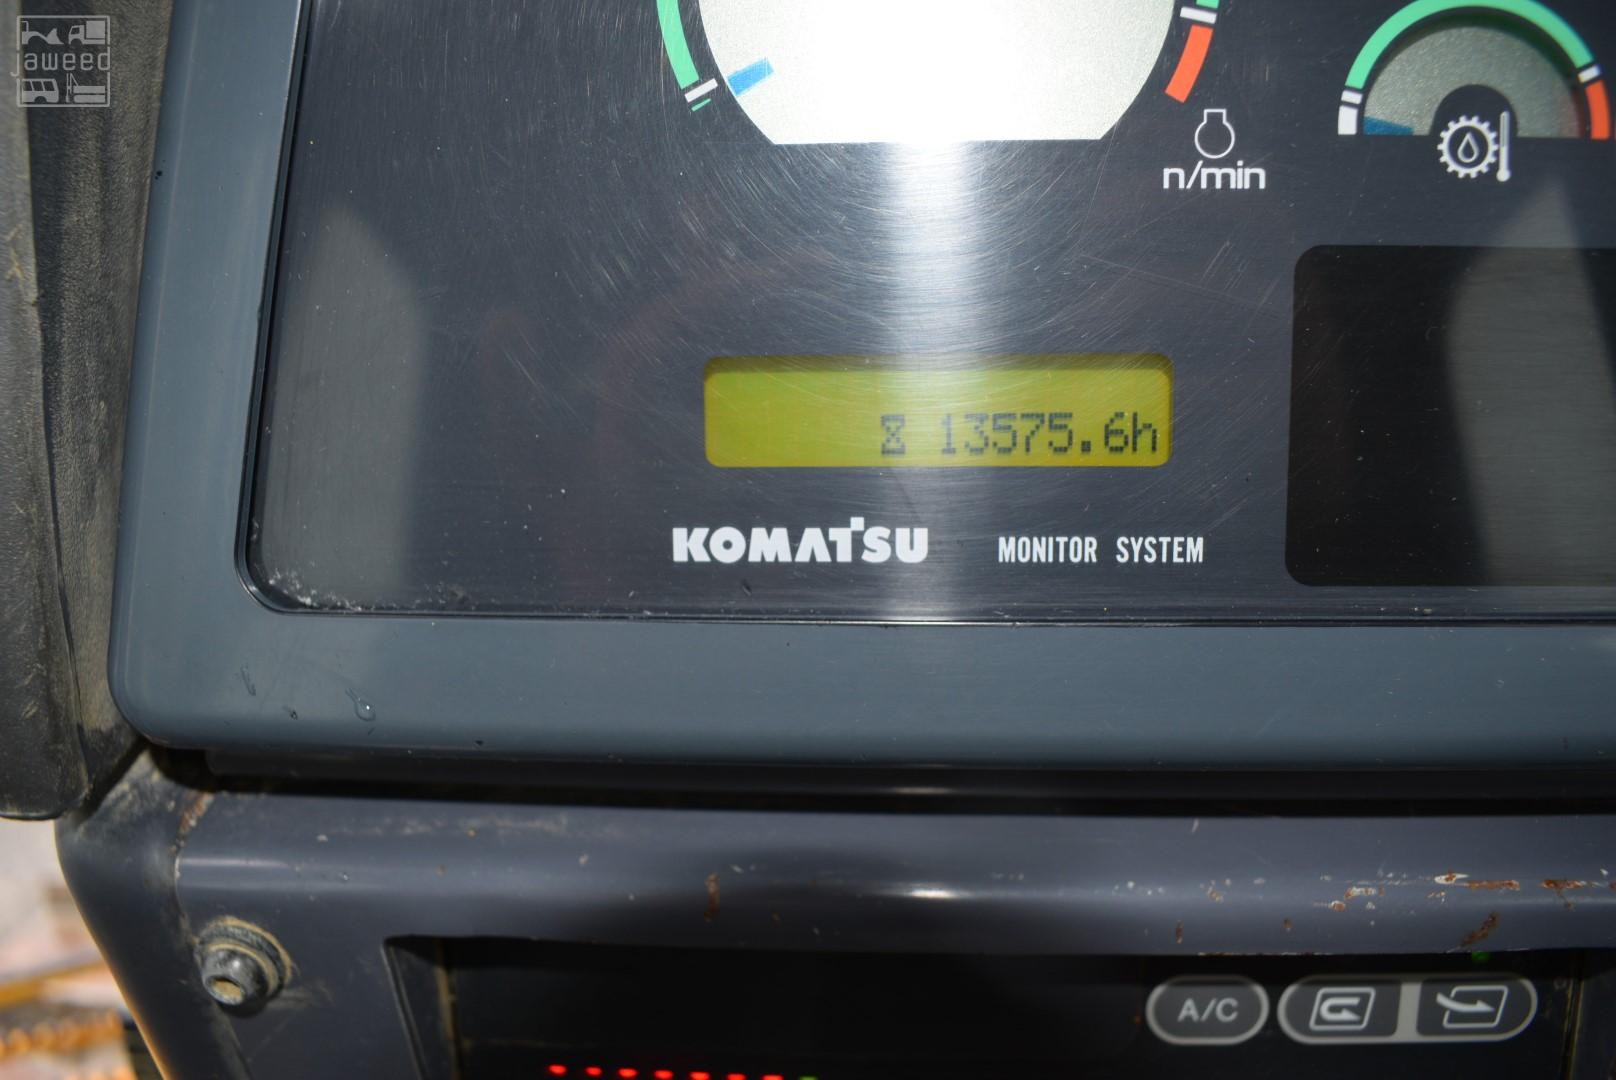 jaweed
n/min
13575.6h
KOMATSU MONITOR SYSTEM
A/C